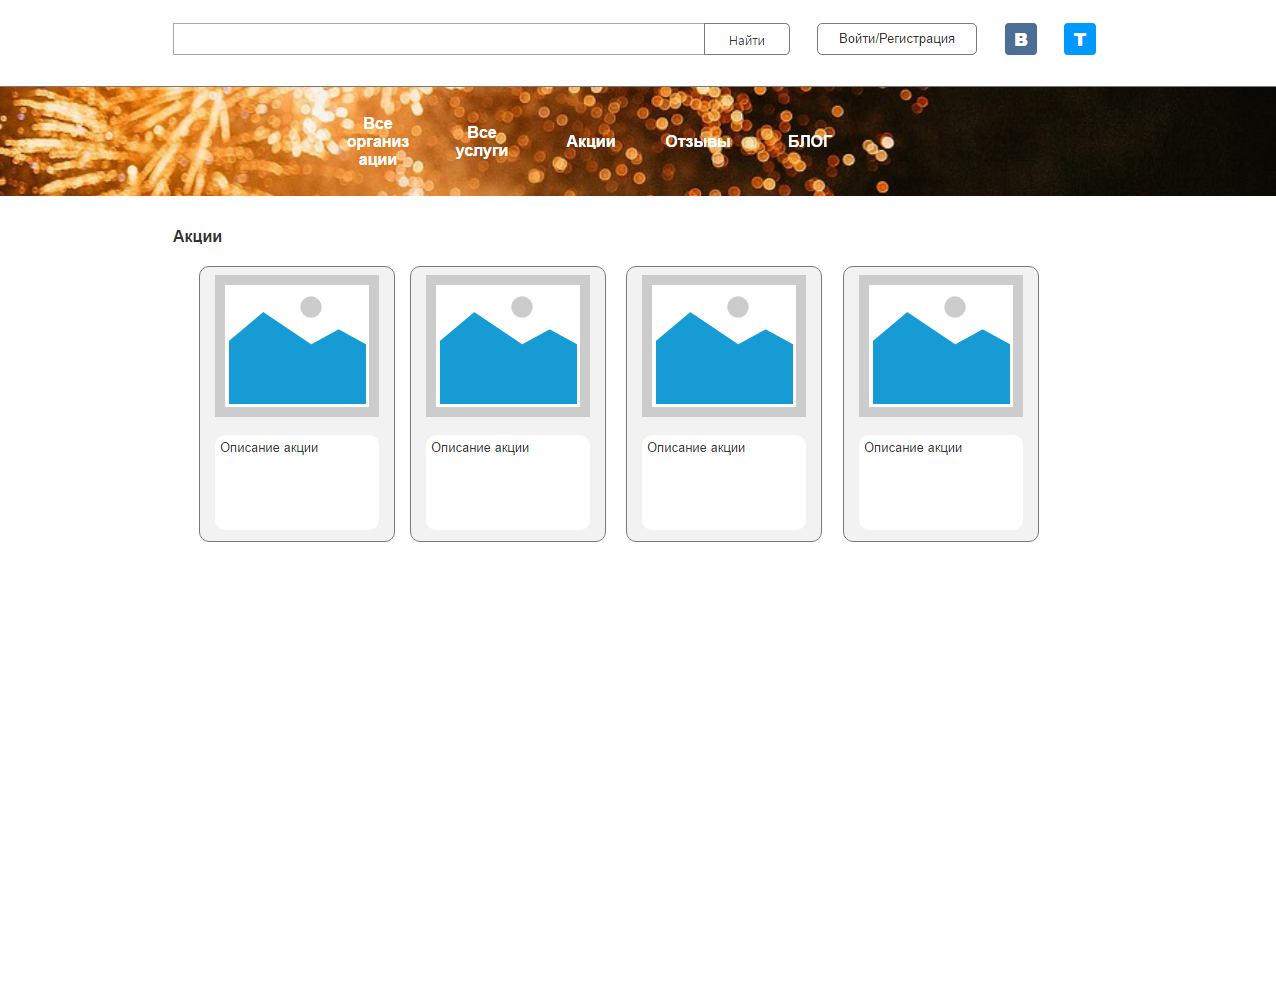 Найти
Войти/Регистрация
В
Т
Все
организ
ации
Все
услуги
Акции
Отзывы
БЛОГ
Акции
Описание акции
Описание акции
Описание акции
Описание акции